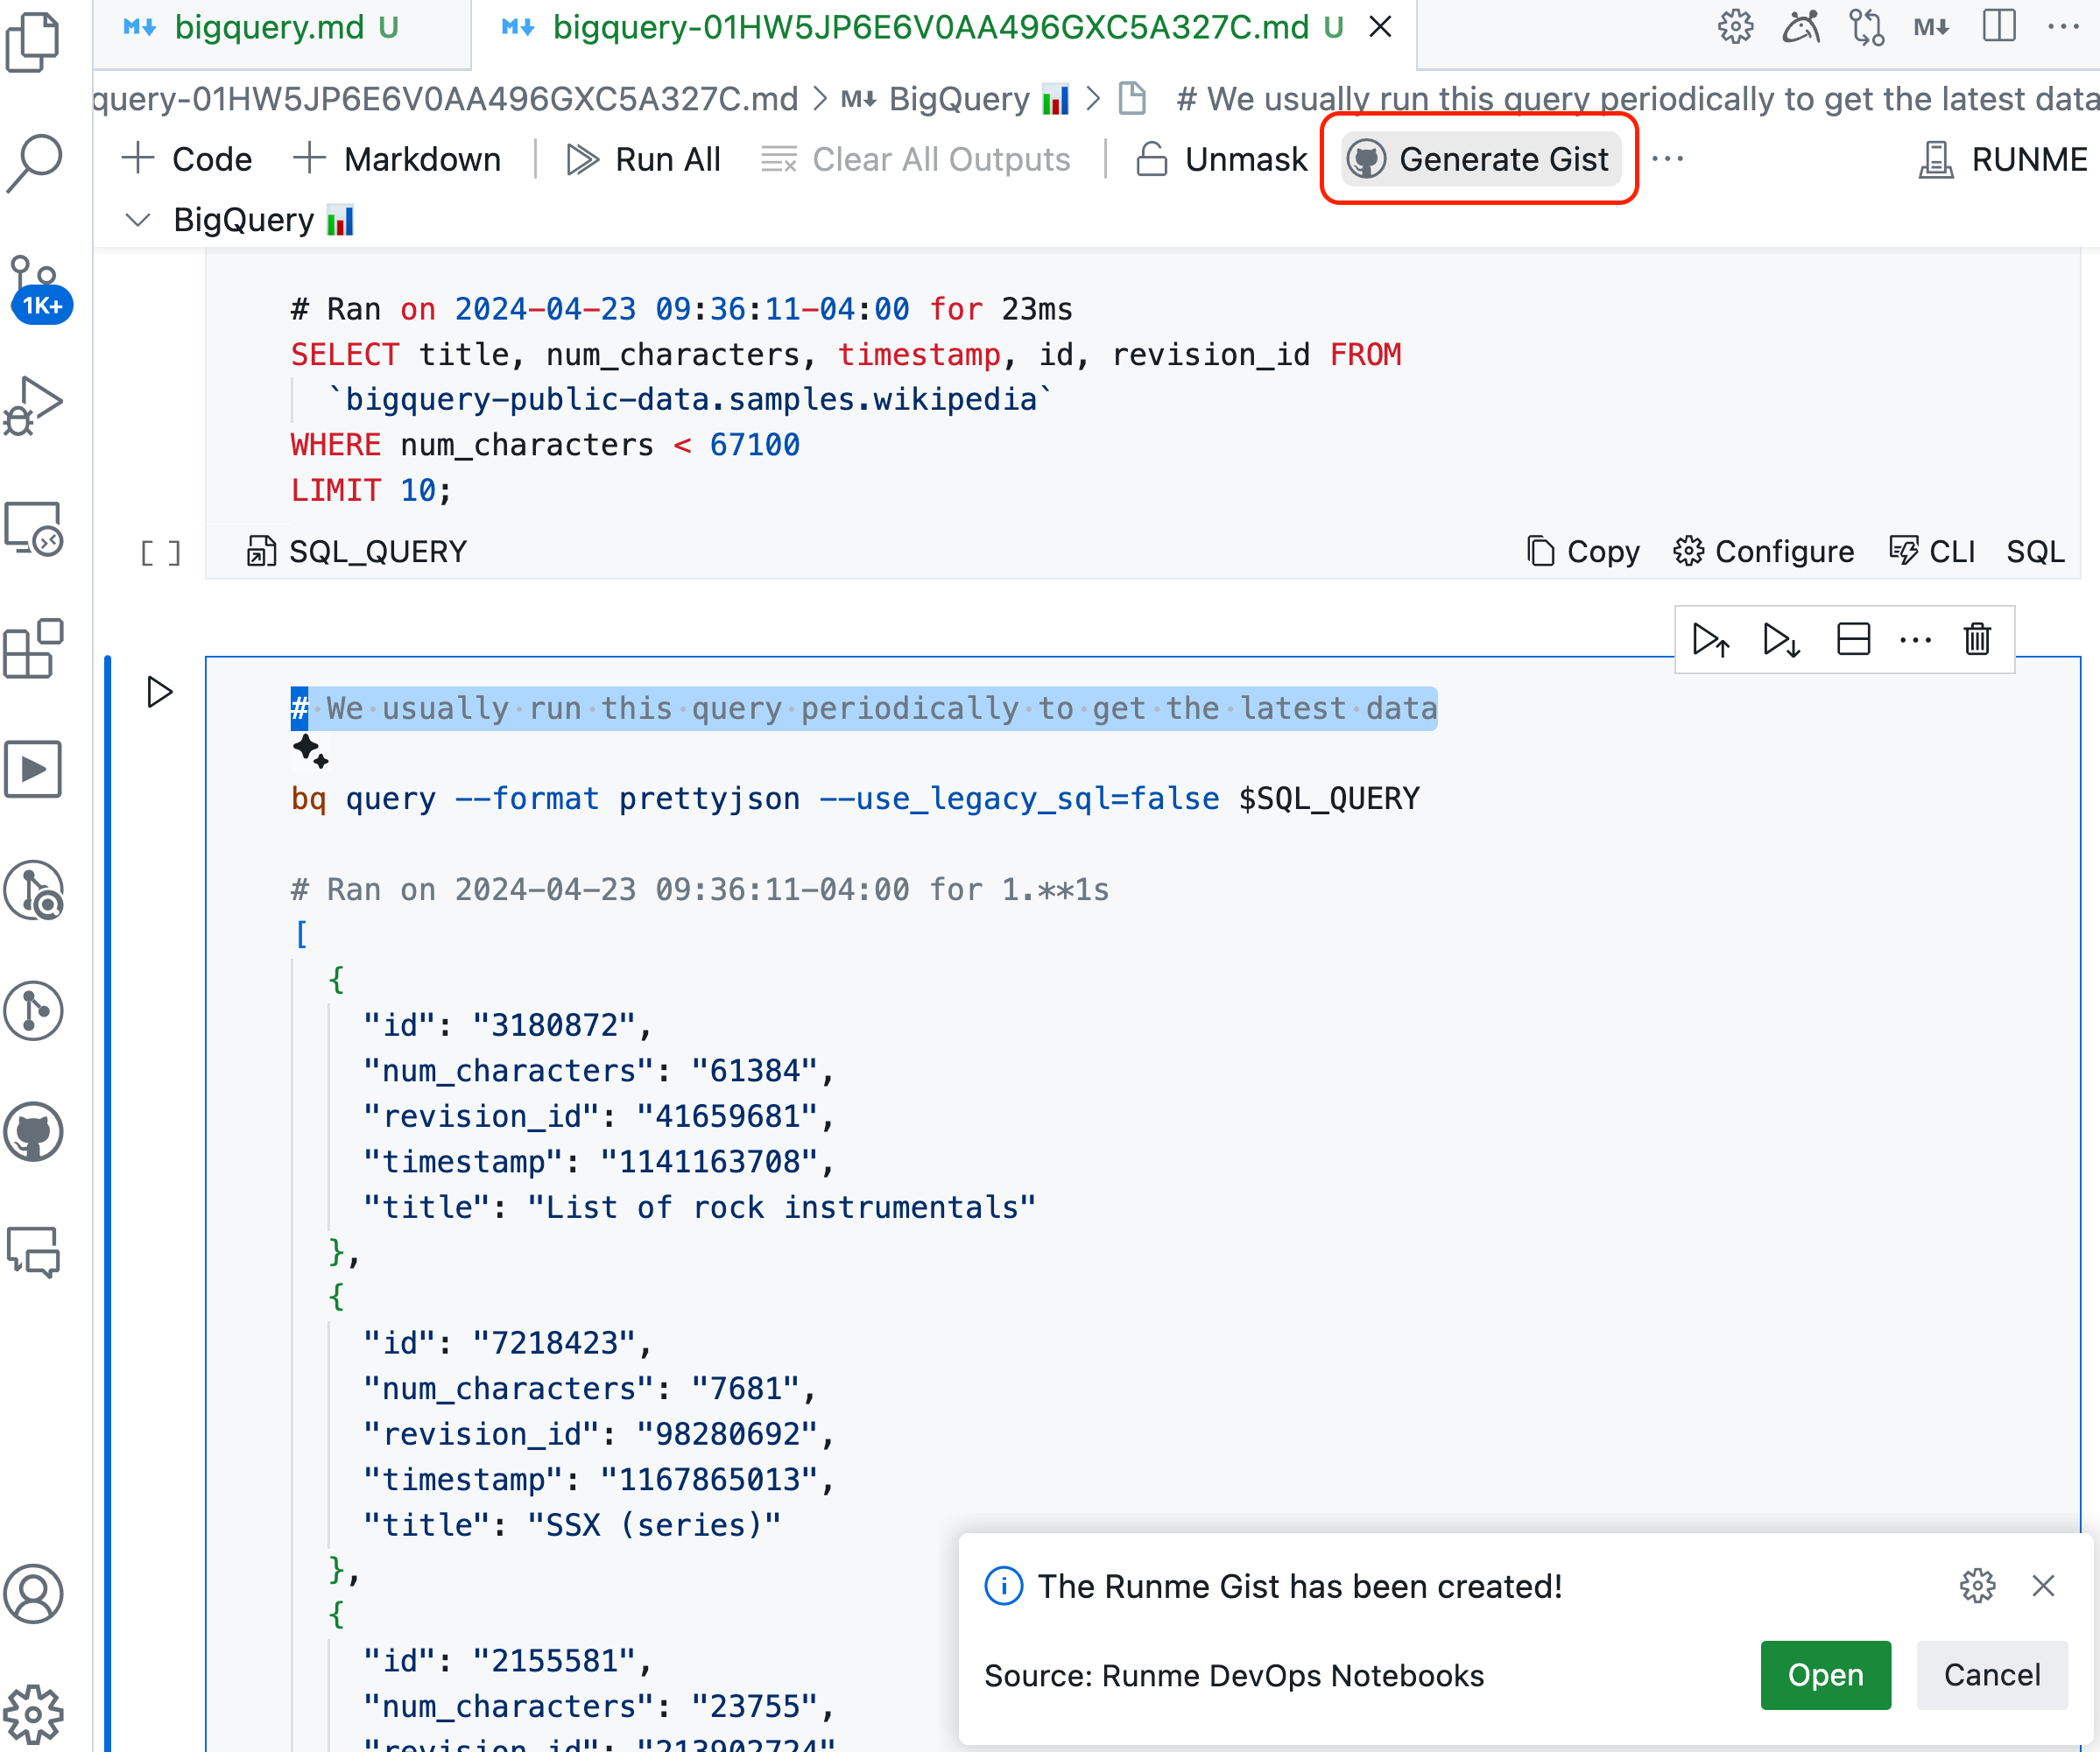 bigquery.md U
bigquery-01HW5JP6E6V0AA496GXC5A327C.md U
query-01HW5JP6E6V0AA496GXC5A327C.md > M↓ BigQuery > # We usually run this query periodically to get the latest data
+ Code + Markdown Run All Clear All Outputs Unmask Generate Gist ... RUNME
BigQuery
1K+
# Ran on 2024-04-23 09:36:11-04:00 for 23ms
SELECT title, num_characters, timestamp, id, revision_id FROM
`bigquery-public-data.samples.wikipedia`
WHERE num_characters < 67100
LIMIT 10;
[ ] SQL_QUERY Copy Configure CLI SQL
# We usually run this query periodically to get the latest data
bq query --format prettyjson --use_legacy_sql=false $SQL_QUERY
# Ran on 2024-04-23 09:36:11-04:00 for 1.**1s
[
{
"id": "3180872",
"num_characters": "61384",
"revision_id": "41659681",
"timestamp": "1141163708",
"title": "List of rock instrumentals"
},
{
"id": "7218423",
"num_characters": "7681",
"revision_id": "98280692",
"timestamp": "1167865013",
"title": "SSX (series)"
},
{
"id": "2155581",
"num_characters": "23755",
"revision_id": "213902724"
The Runme Gist has been created!
Source: Runme DevOps Notebooks
Open Cancel